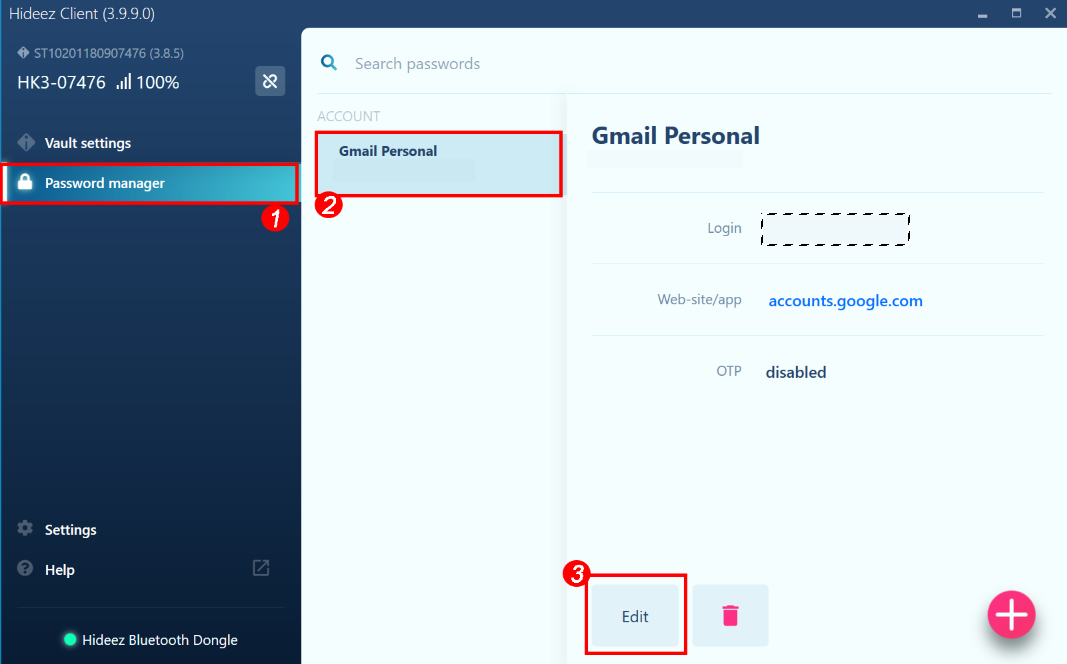 Hideez Client (3.9.9.0)
ST10201180907476 (3.8.5)
HK3-07476 100%
Vault settings
Password manager
1
Settings
Help
Hideez Bluetooth Dongle
Search passwords
ACCOUNT
Gmail Personal
2
Gmail Personal
Login
Web-site/app accounts.google.com
OTP disabled
3
Edit